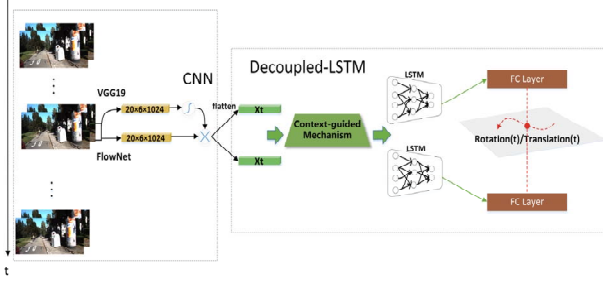 CNN
VGG19
20×6×1024
∫
flatten
20×6×1024
×
FlowNet
t
Decoupled-LSTM
Xt
Xt
Context-guided
Mechanism
LSTM
LSTM
FC Layer
Rotation(t)/Translation(t)
FC Layer